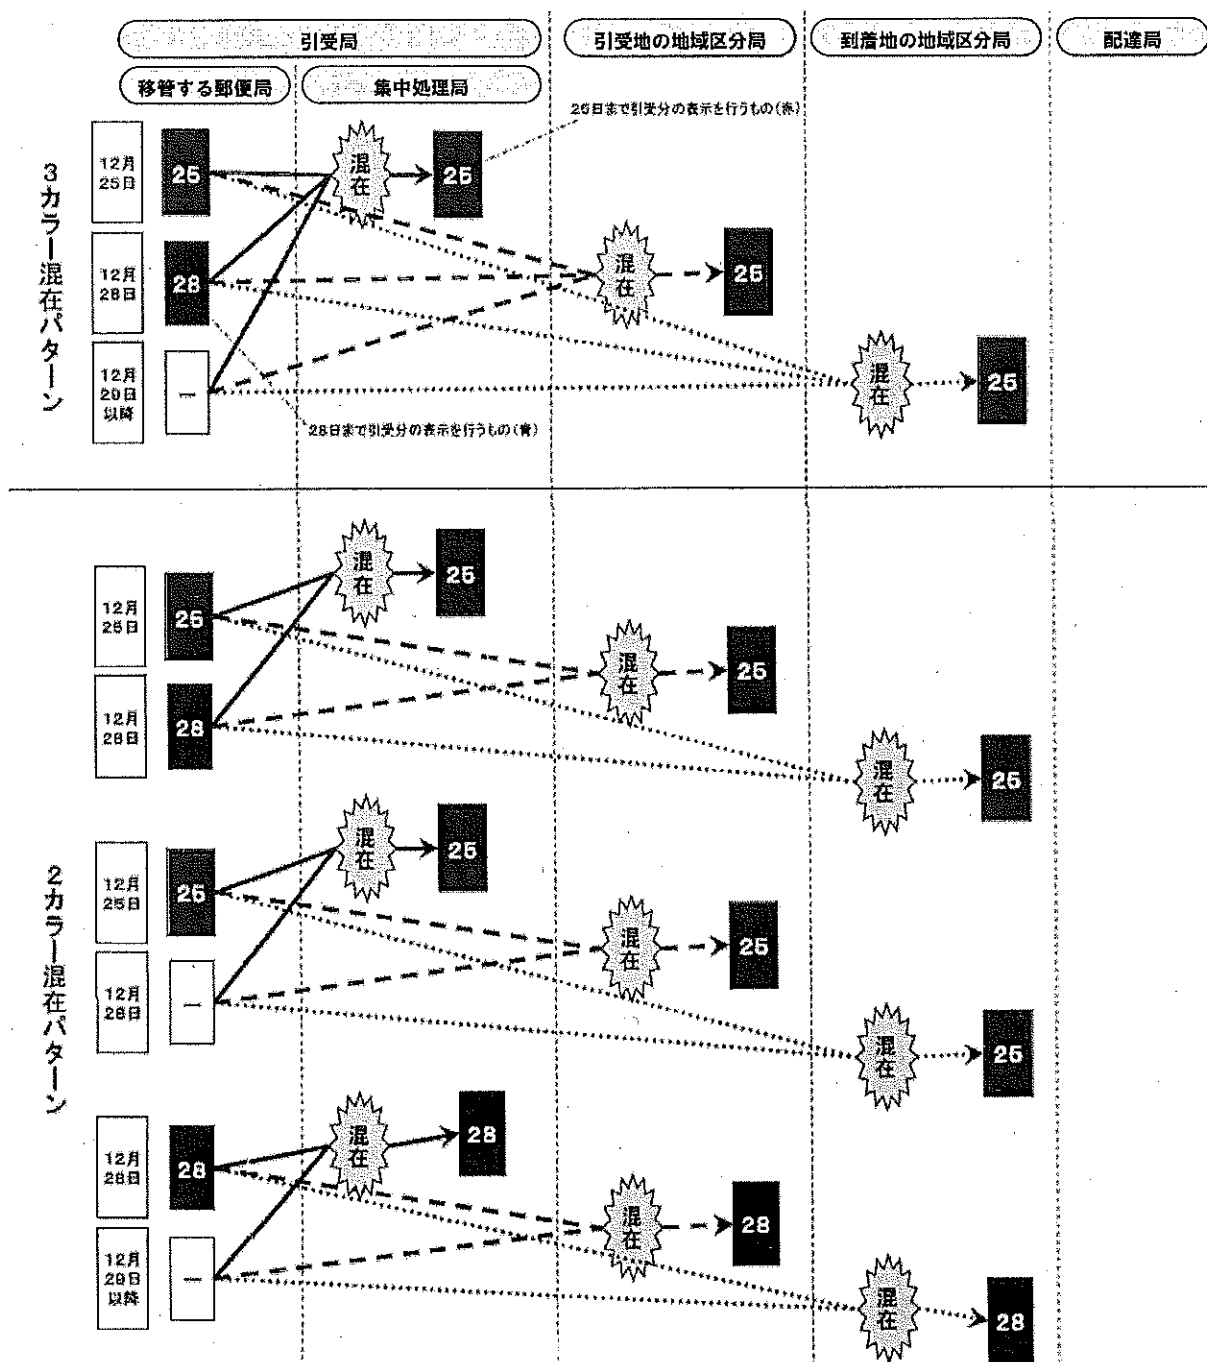 引受局
引受地の地域区分局
到着地の地域区分局
配達局
移管する郵便局
集中処理局
3カラー混在パターン
25日まで引受分の表示を行うもの(赤)
12月
25日
25
混在
25
12月
28日
28
混在
25
12月
29日
以降
ー
混在
25
28日まで引受分の表示を行うもの(青)
2カラー混在パターン
混在
25
12月
25日
25
混在
25
12月
28日
28
混在
25
混在
25
12月
25日
25
混在
25
12月
28日
ー
混在
25
混在
28
12月
28日
28
混在
28
12月
29日
以降
ー
混在
28